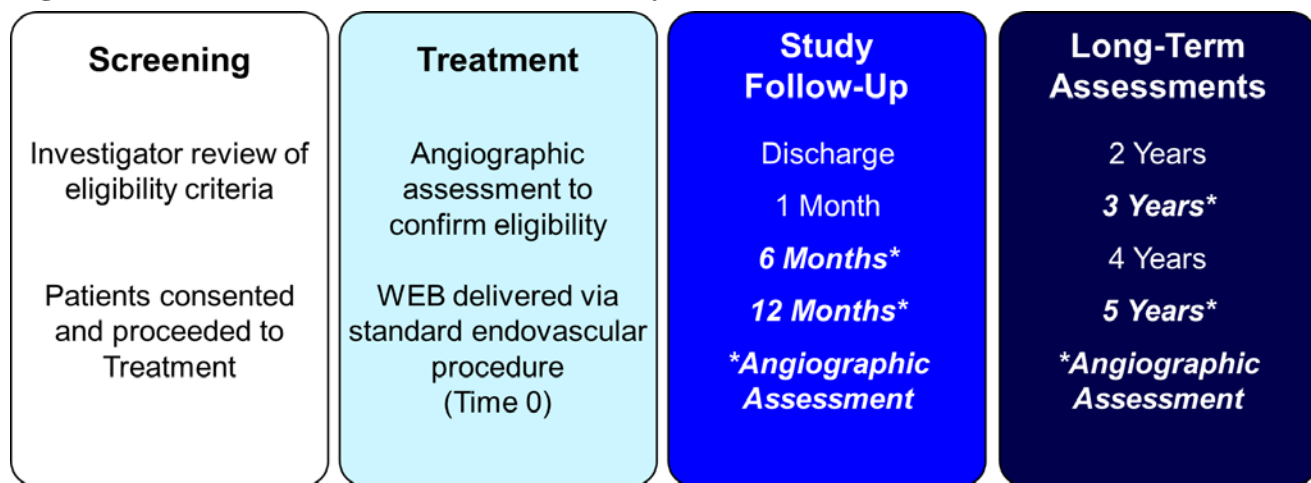 Screening
Investigator review of
eligibility criteria
Patients consented
and proceeded to
Treatment
Treatment
Angiographic
assessment to
confirm eligibility
WEB delivered via
standard endovascular
procedure
(Time 0)
Study
Follow-Up
Discharge
1 Month
6 Months*
12 Months*
*Angiographic
Assessment
Long-Term
Assessments
2 Years
3 Years*
4 Years
5 Years*
*Angiographic
Assessment